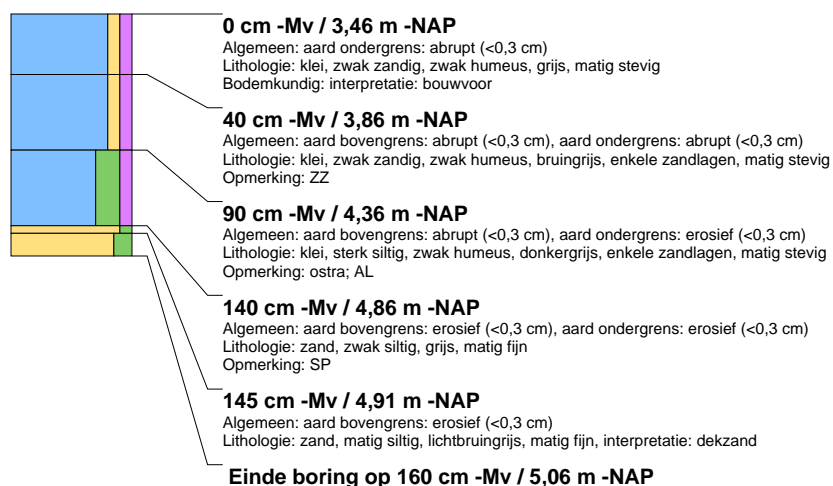 0 cm -Mv / 3,46 m -NAP
Algemeen: aard ondergrens: abrupt (<0,3 cm)
Lithologie: klei, zwak zandig, zwak humeus, grijs, matig stevig
Bodemkundig: interpretatie: bouwvoor
40 cm -Mv / 3,86 m -NAP
Algemeen: aard bovengrens: abrupt (<0,3 cm), aard ondergrens: abrupt (<0,3 cm)
Lithologie: klei, zwak zandig, zwak humeus, bruingrijs, enkele zandlagen, matig stevig
Opmerking: ZZ
90 cm -Mv / 4,36 m -NAP
Algemeen: aard bovengrens: abrupt (<0,3 cm), aard ondergrens: erosief (<0,3 cm)
Lithologie: klei, sterk siltig, zwak humeus, donkergrijs, enkele zandlagen, matig stevig
Opmerking: ostra; AL
140 cm -Mv / 4,86 m -NAP
Algemeen: aard bovengrens: erosief (<0,3 cm), aard ondergrens: erosief (<0,3 cm)
Lithologie: zand, zwak siltig, grijs, matig fijn
Opmerking: SP
145 cm -Mv / 4,91 m -NAP
Algemeen: aard bovengrens: erosief (<0,3 cm)
Lithologie: zand, matig siltig, lichtbruingrijs, matig fijn, interpretatie: dekzand
Einde boring op 160 cm -Mv / 5,06 m -NAP